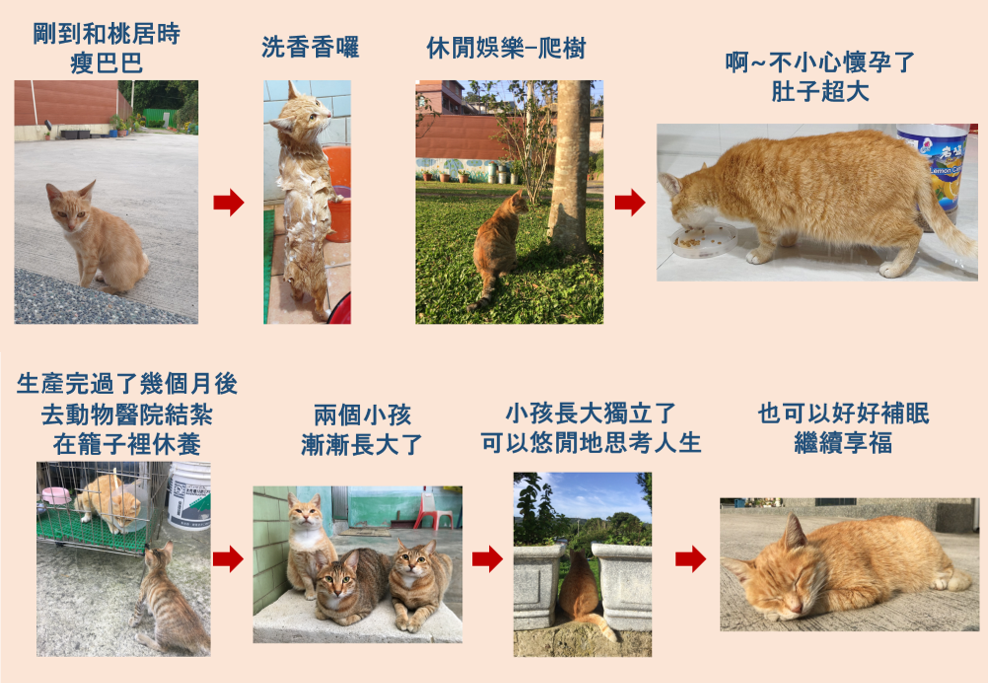 剛到和桃居時
瘦巴巴
洗香香囉
休閒娛樂-爬樹
啊~不小心懷孕了
肚子超大
Lemon
生產完過了幾個月後
去動物醫院結紮
在籠子裡休養
兩個小孩
漸漸長大了
小孩長大獨立了
可以悠閒地思考人生
也可以好好補眠
繼續享福